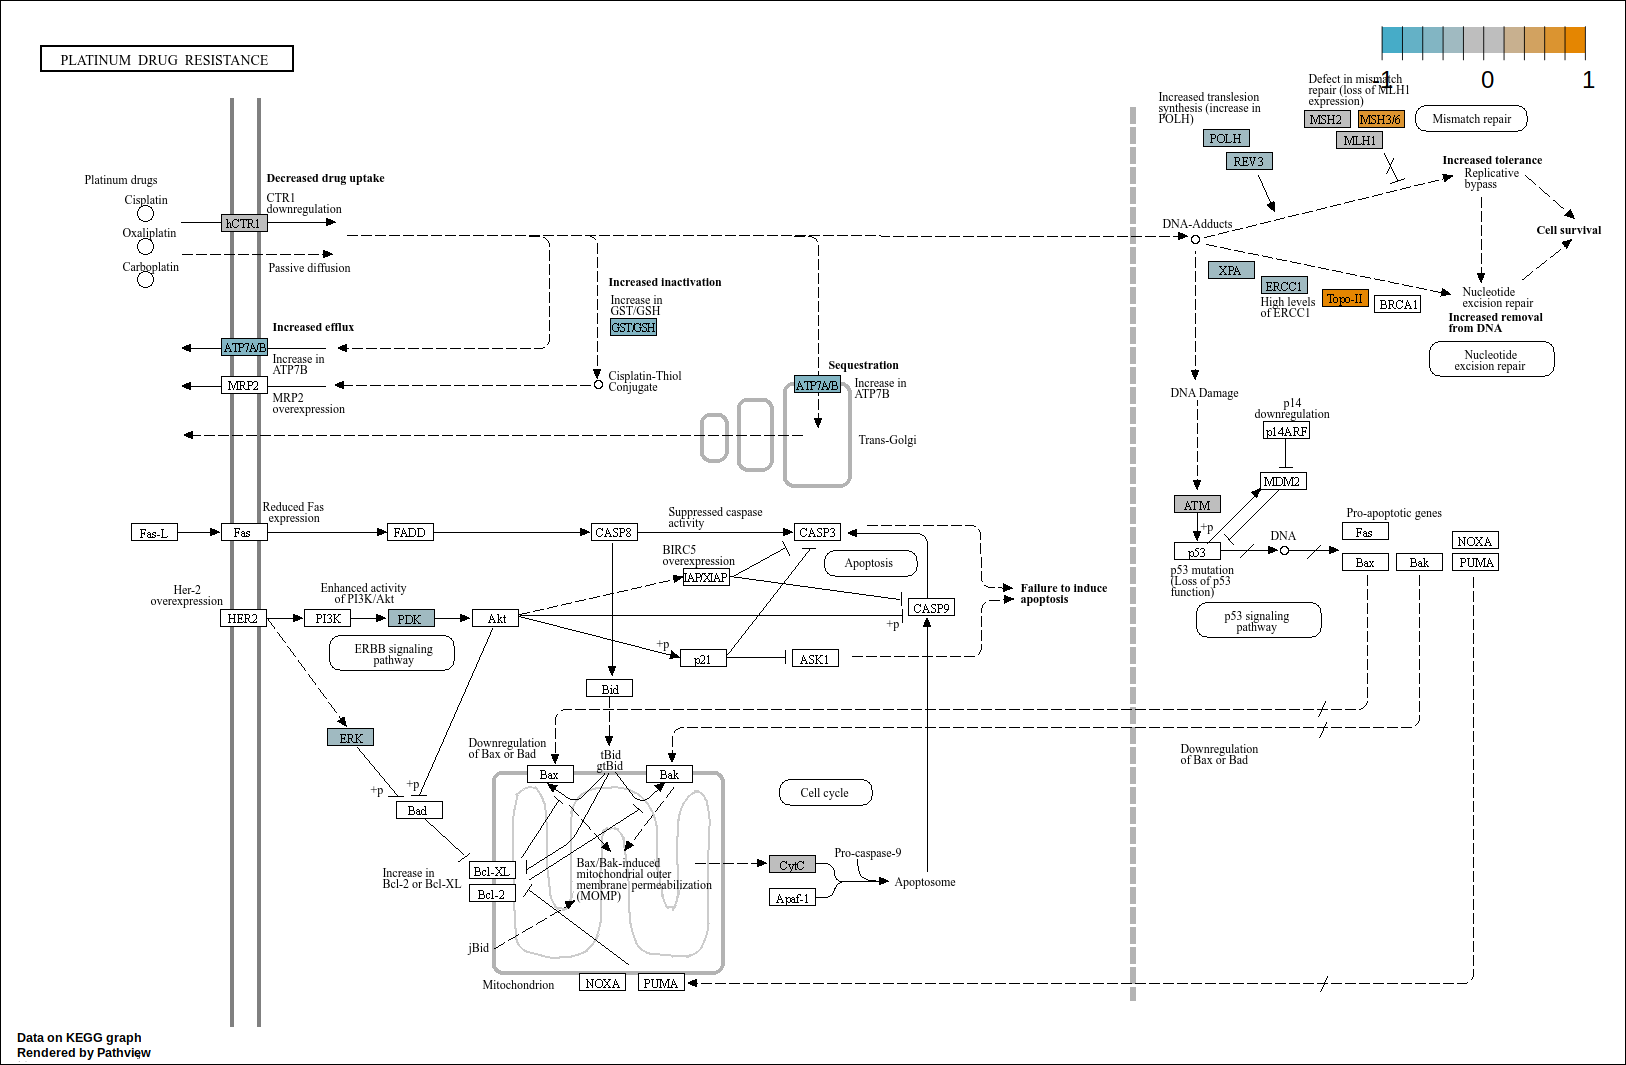 PLATINUM DRUG RESISTANCE
-1 0 1
Defect in mismatch
repair (loss of MLH1
expression)
Increased translesion
synthesis (increase in
POLH)
MSH2 MSH3/6
Mismatch repair
MLH1
POLH
REV3
Increased tolerance
Replicative
bypass
Platinum drugs
Decreased drug uptake
Cisplatin
CTR1
downregulation
hCTR1
Oxaliplatin
Carboplatin
Passive diffusion
DNA-Adducts
Cell survival
XPA
ERCC1
High levels
of ERCC1
Topo-II
BRCA1
Nucleotide
excision repair
Increased removal
from DNA
Nucleotide
excision repair
Increased inactivation
Increase in
GST/GSH
GST/GSH
Increased efflux
ATP7A/B
Increase in
ATP7B
MRP2
MRP2
overexpression
Cisplatin-Thiol
Conjugate
Sequestration
ATP7A/B
Increase in
ATP7B
Trans-Golgi
DNA Damage
p14
downregulation
p14ARF
MDM2
ATM
+p
p53
p53 mutation
(Loss of p53
function)
DNA
Pro-apoptotic genes
Fas
Bax
Bak
NOXA
PUMA
p53 signaling
pathway
Reduced Fas
expression
Fas-L
Fas
FADD
CASP8
Suppressed caspase
activity
CASP3
BIRC5
overexpression
IAP/XIAP
Apoptosis
Failure to induce
apoptosis
Her-2
overexpression
Enhanced activity
of PI3K/Akt
HER2
PI3K
PDK
Akt
CASP9
+p
ERBB signaling
pathway
+p
p21
ASK1
Bid
ERK
Downregulation
of Bax or Bad
tBid
gtBid
Downregulation
of Bax or Bad
Bax
Bak
+p
+p
Bad
Cell cycle
Increase in
Bcl-2 or Bcl-XL
Bcl-XL
Bcl-2
Bax/Bak-induced
mitochondrial outer
membrane permeabilization
(MOMP)
CytC
Pro-caspase-9
Apaf-1
Apoptosome
jBid
Mitochondrion
NOXA
PUMA
Data on KEGG graph
Rendered by Pathview